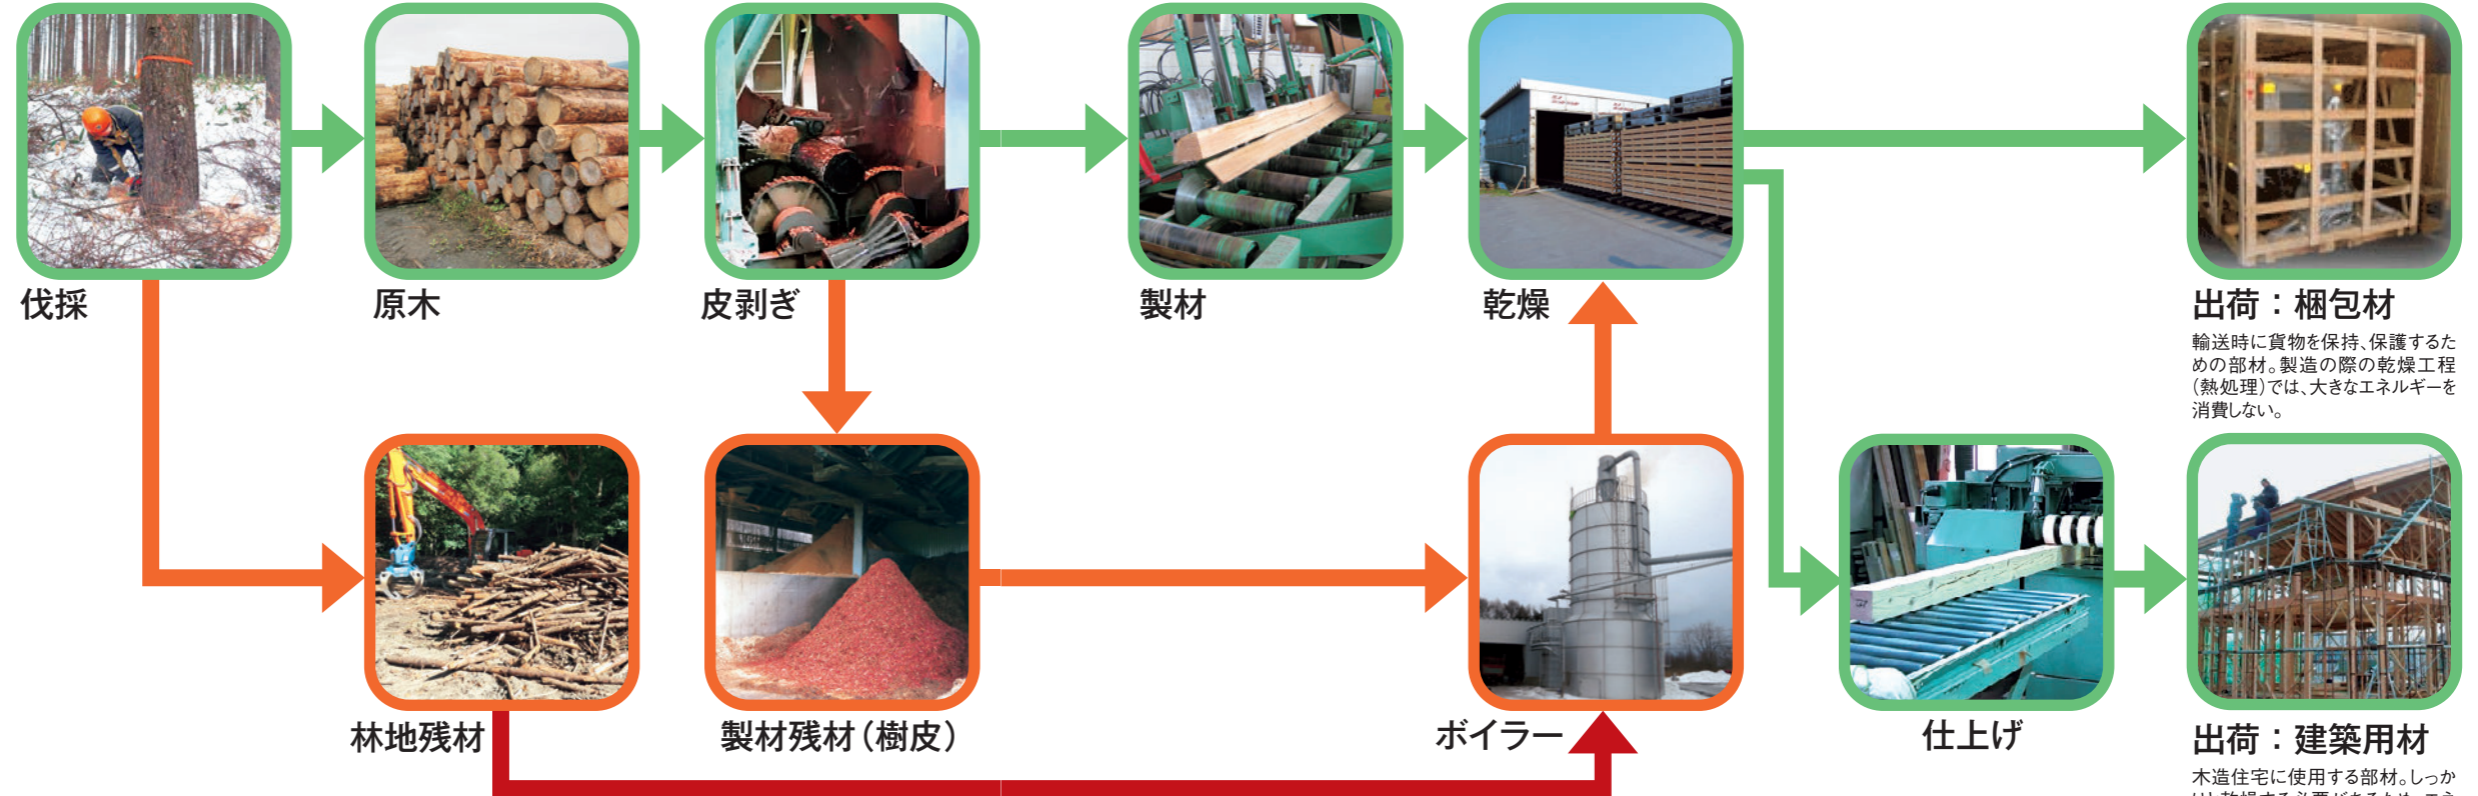 伐採
原木
皮剥ぎ
製材
乾燥
出荷：梱包材
輸送時に貨物を保持、保護するた
めの部材。製造の際の乾燥工程
（熱処理）では、大きなエネルギーを
消費しない。
林地残材
製材残材（樹皮）
ボイラー
仕上げ
出荷：建築用材
木造住宅に使用する部材。しっか